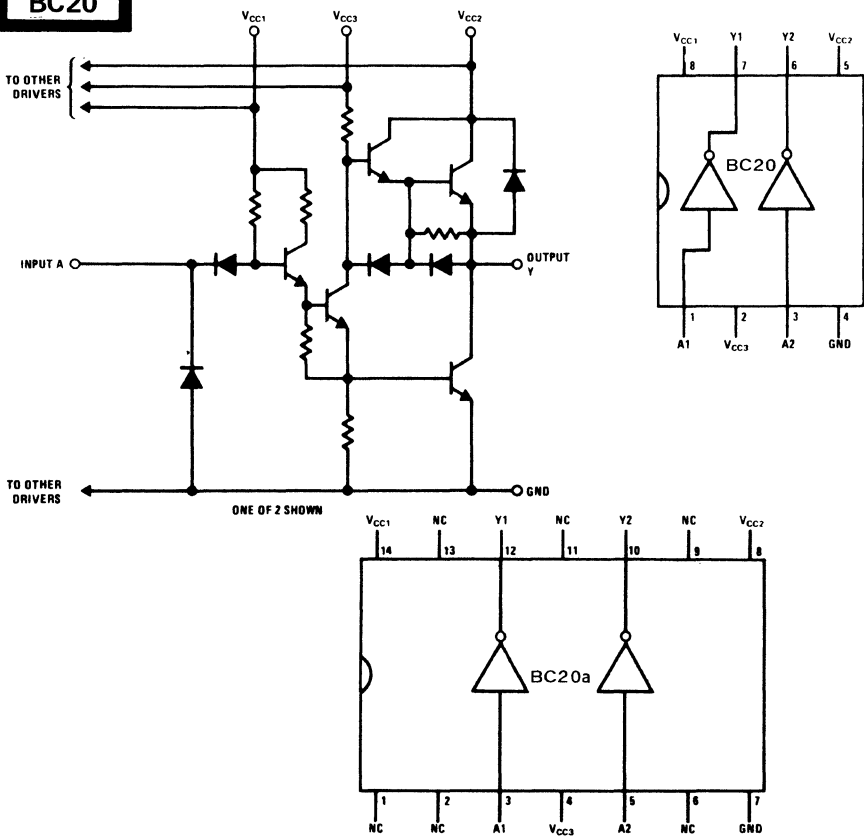 BC20
VCC1 VCC3 VCC2
TO OTHER
DRIVERS
INPUT A
OUTPUT
Y
TO OTHER
DRIVERS
GND
ONE OF 2 SHOWN
VCC1 Y1 Y2 VCC2
8 7 6 5
BC20
1 2 3 4
A1 VCC3 A2 GND
VCC1 NC Y1 NC Y2 NC VCC2
14 13 12 11 10 9 8
BC20a
1 2 3 4 5 6 7
NC NC A1 VCC3 A2 NC GND